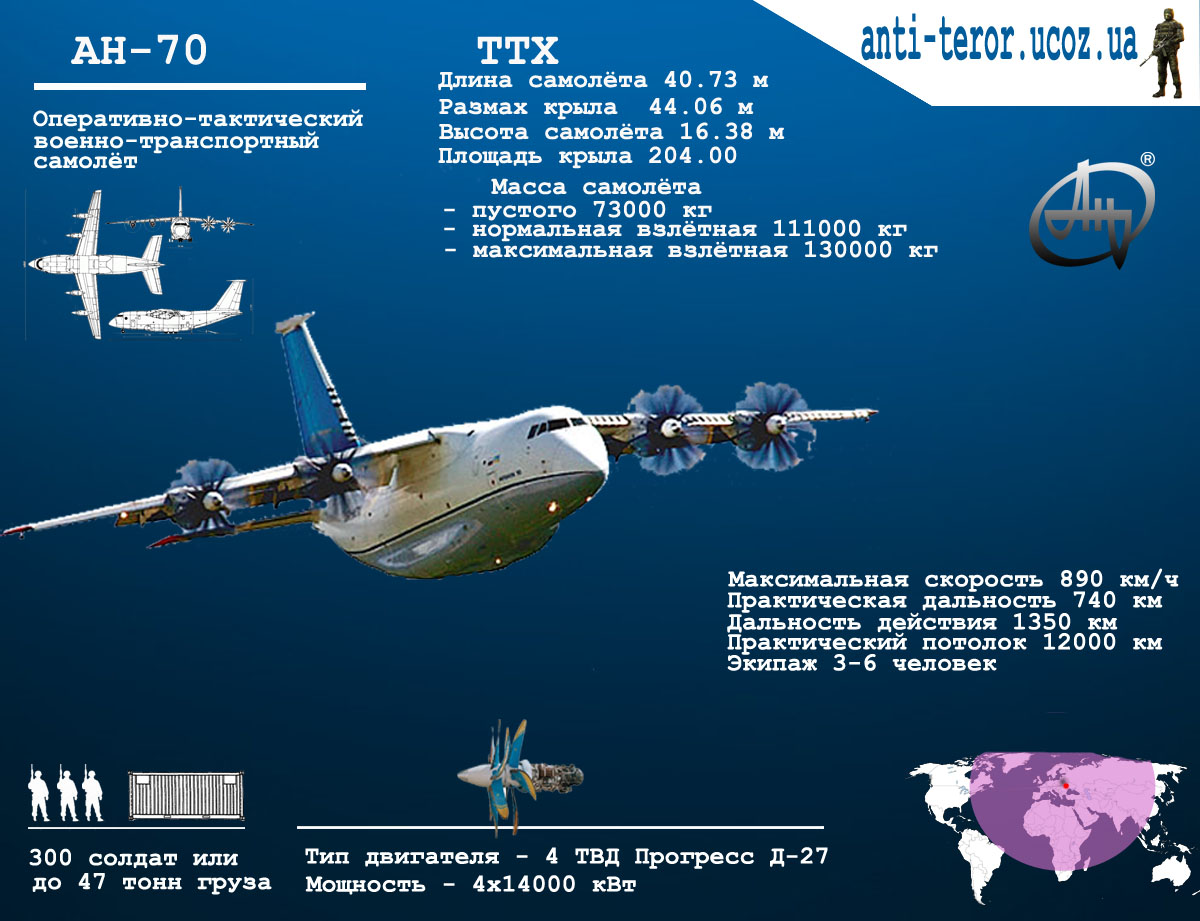 АН-70
ТТХ
anti-teror.ucoz.ua
Оперативно-тактический
военно-транспортный
самолёт
Длина самолёта 40.73 м
Размах крыла 44.06 м
Высота самолёта 16.38 м
Площадь крыла 204.00
Масса самолёта
- пустого 73000 кг
- нормальная взлётная 111000 кг
- максимальная взлётная 130000 кг
Ан
®
Максимальная скорость 890 км/ч
Практическая дальность 740 км
Дальность действия 1350 км
Практический потолок 12000 км
Экипаж 3-6 человек
300 солдат или
до 47 тонн груза
Тип двигателя - 4 ТВД Прогресс Д-27
Мощность - 4х14000 кВт